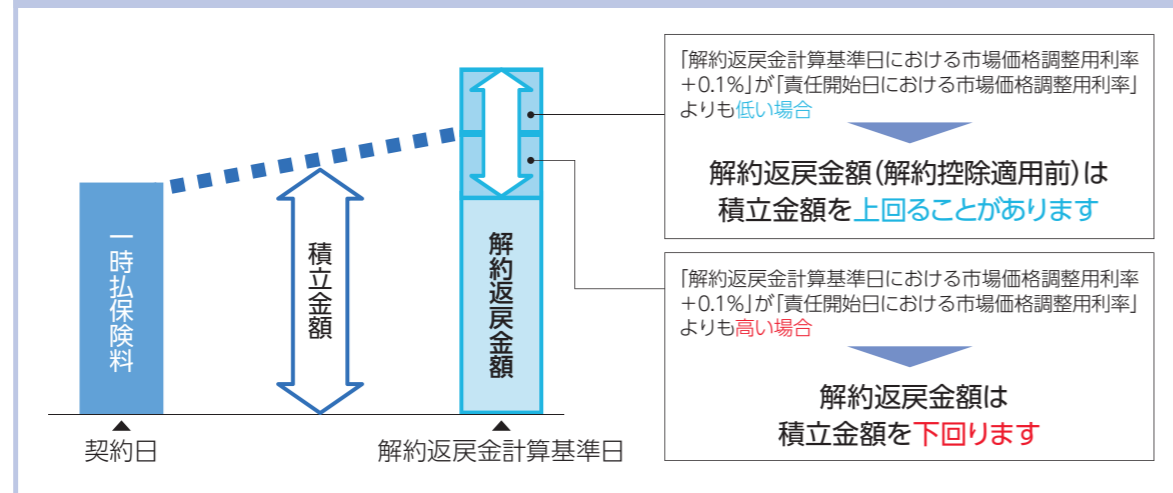 一時払保険料
積立金額
解約返戻金額
▲
契約日
▲
解約返戻金計算基準日
「解約返戻金計算基準日における市場価格調整用利率
＋0.1%」が「責任開始日における市場価格調整用利率」
よりも低い場合
解約返戻金額（解約控除適用前）は
積立金額を上回ることがあります
「解約返戻金計算基準日における市場価格調整用利率
＋0.1%」が「責任開始日における市場価格調整用利率」
よりも高い場合
解約返戻金額は
積立金額を下回ります